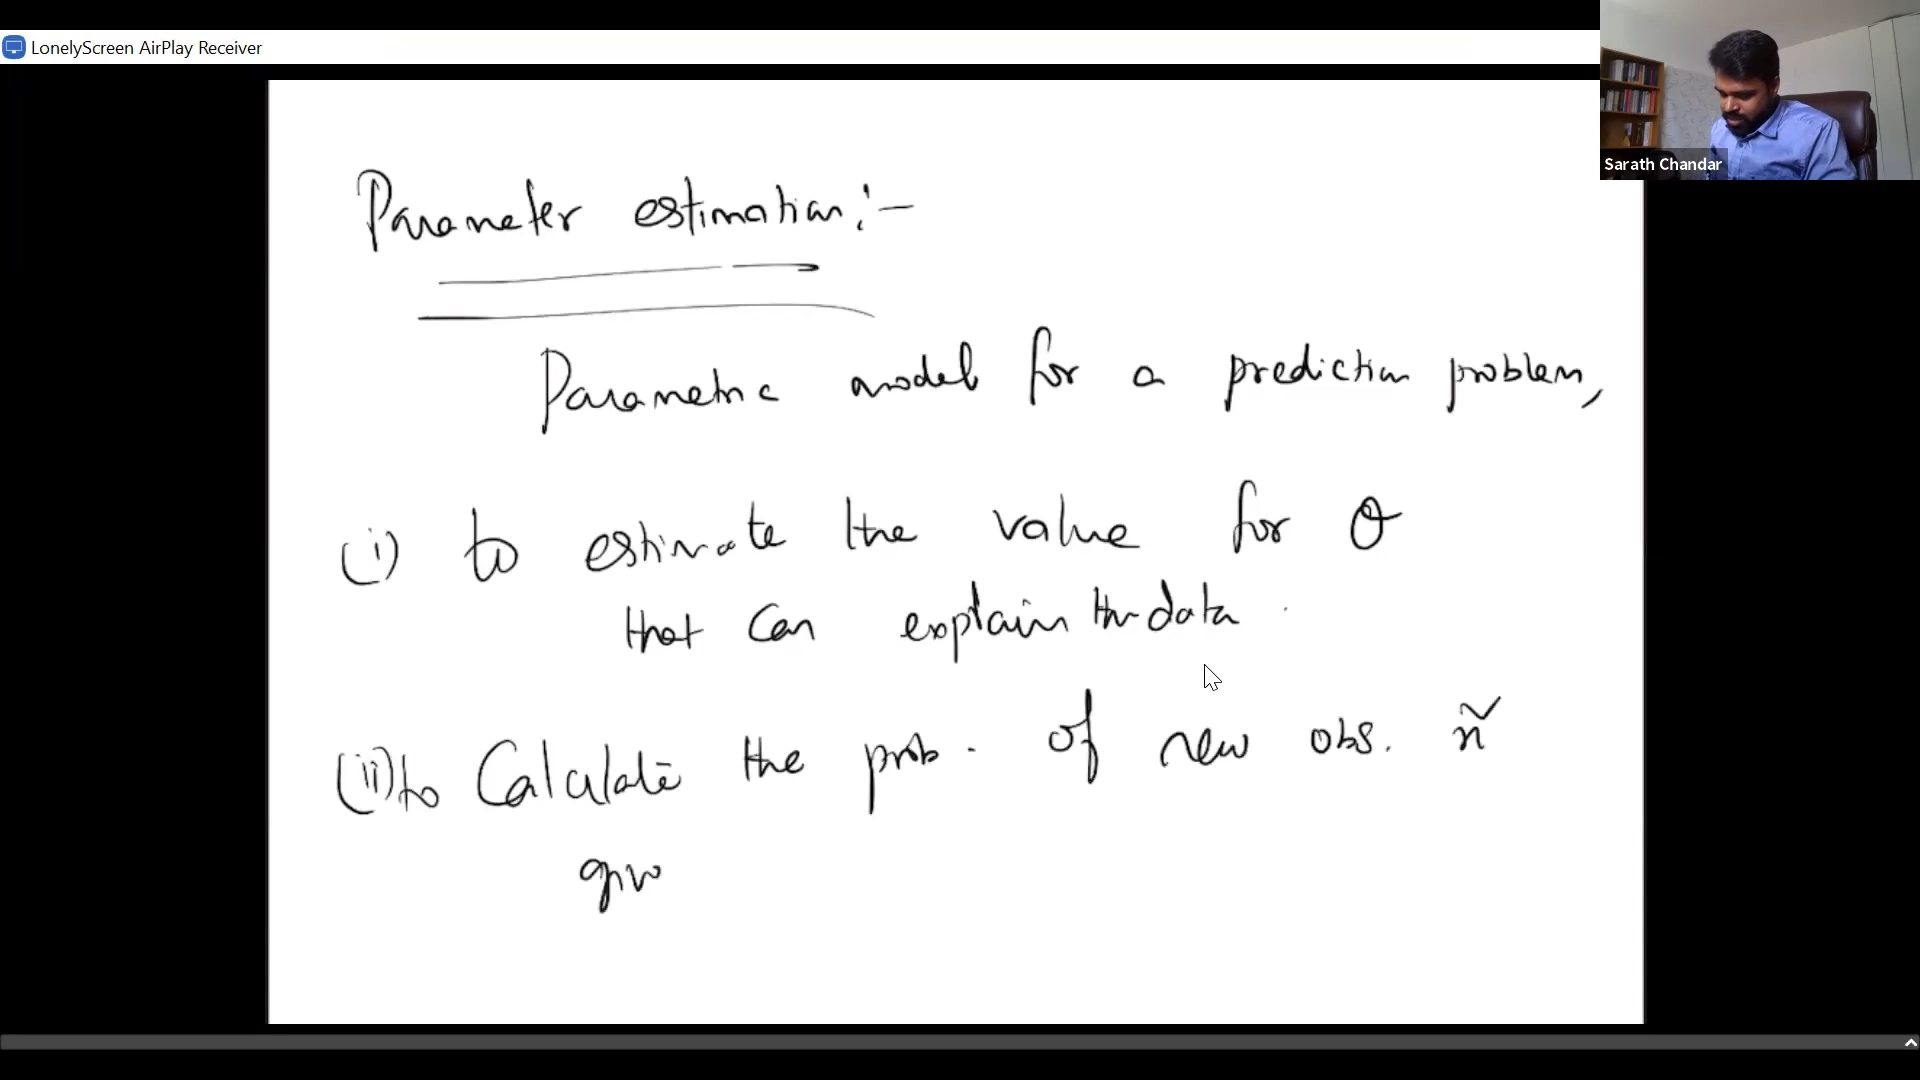 LonelyScreen AirPlay Receiver
Sarath Chandar
Parameter estimation :-
Parametric model for a prediction problem,
(i) to estimate the value for θ
that can explain the data.
(ii) to Calculate the prob. of new obs. x̃
giv